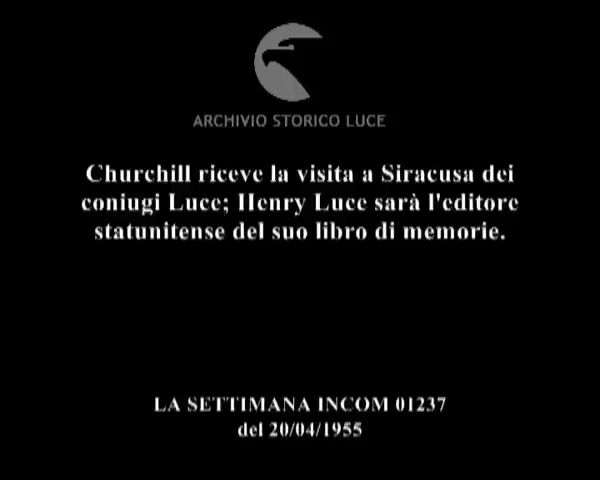 ARCHIVIO STORICO LUCE
Churchill riceve la visita a Siracusa dei
coniugi Luce; Henry Luce sarà l'editore
statunitense del suo libro di memorie.
LA SETTIMANA INCOM 01237
del 20/04/1955